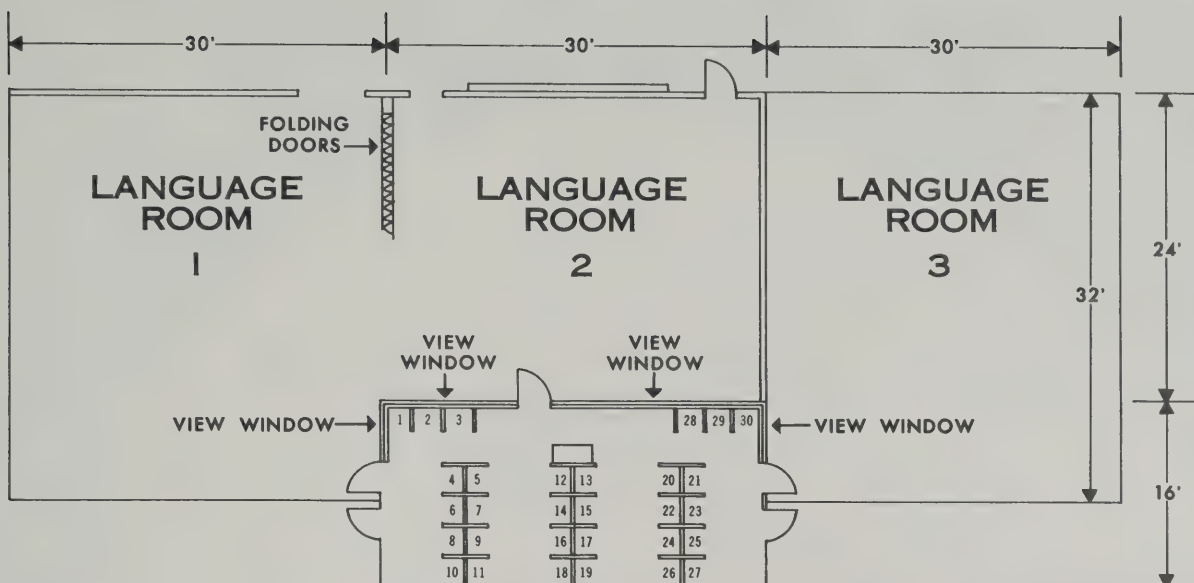 30' 30' 30'
FOLDING
DOORS
LANGUAGE
ROOM
1
LANGUAGE
ROOM
2
LANGUAGE
ROOM
3
24'
32'
VIEW
WINDOW
VIEW
WINDOW
VIEW WINDOW
1 2 3
28 29 30
VIEW WINDOW
16'
4 5 12 13 20 21
6 7 14 15 22 23
8 9 16 17 24 25
10 11 18 19 26 27